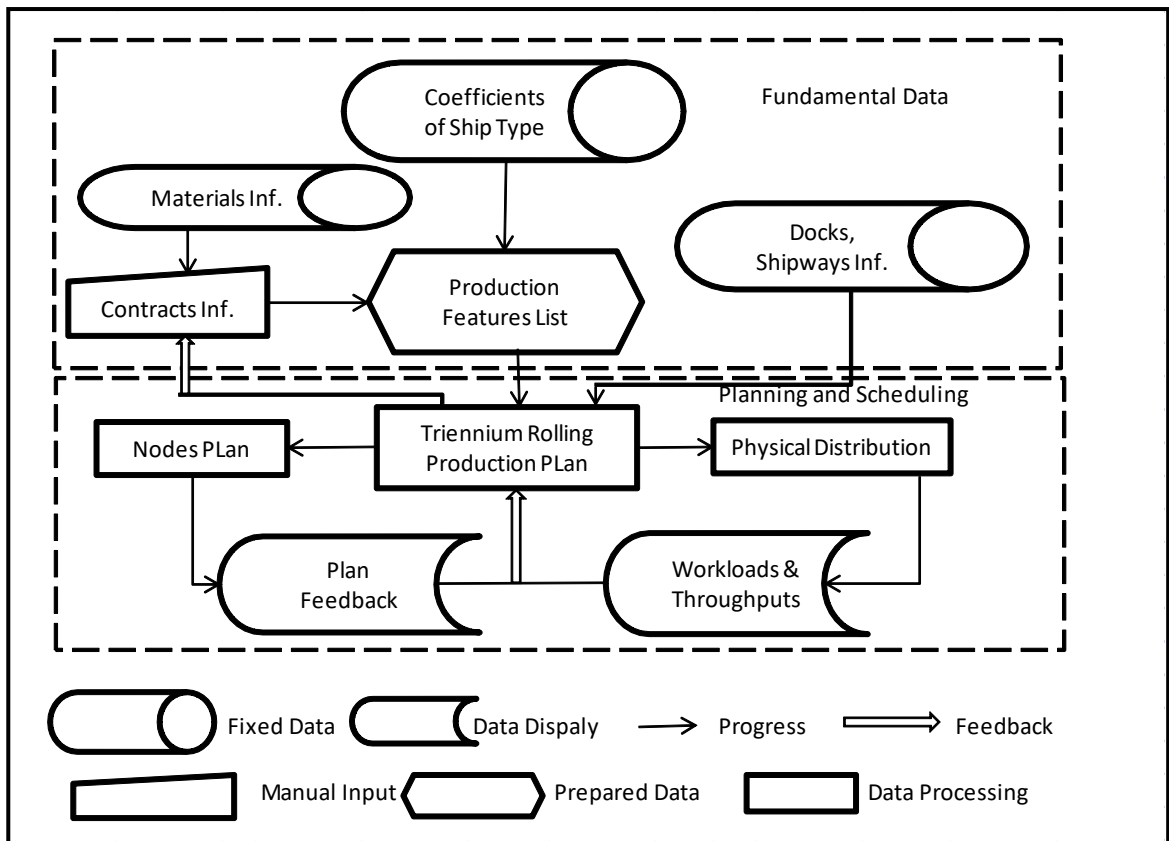 Coefficients
of Ship Type
Fundamental Data
Materials Inf.
Docks,
Shipways Inf.
Contracts Inf.
Production
Features List
Planning and Scheduling
Nodes PLan
Triennium Rolling
Production PLan
Physical Distribution
Plan
Feedback
Workloads &
Throughputs
Fixed Data
Data Dispaly
Progress
Feedback
Manual Input
Prepared Data
Data Processing